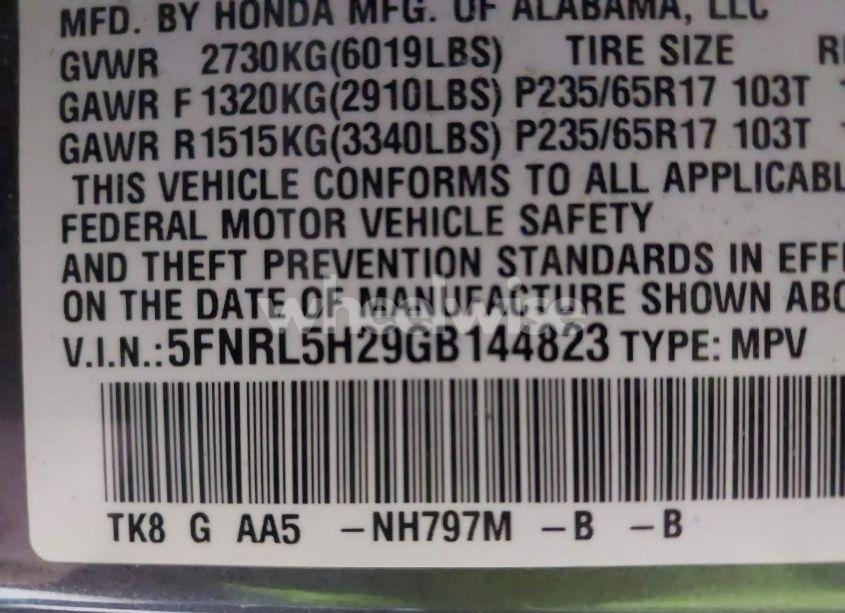 MFD. BY HONDA MFG. OF ALABAMA, LLC
GVWR 2730KG(6019LBS) TIRE SIZE
GAWR F 1320KG(2910LBS) P235/65R17 103T
GAWR R1515KG(3340LBS) P235/65R17 103T
THIS VEHICLE CONFORMS TO ALL APPLICABL
FEDERAL MOTOR VEHICLE SAFETY
AND THEFT PREVENTION STANDARDS IN EFF
ON THE DATE OF MANUFACTURE SHOWN ABO
wheelwise
V.I.N.: 5FNRL5H29GB144823 TYPE: MPV
TK8 G AA5 -NH797M -B -B